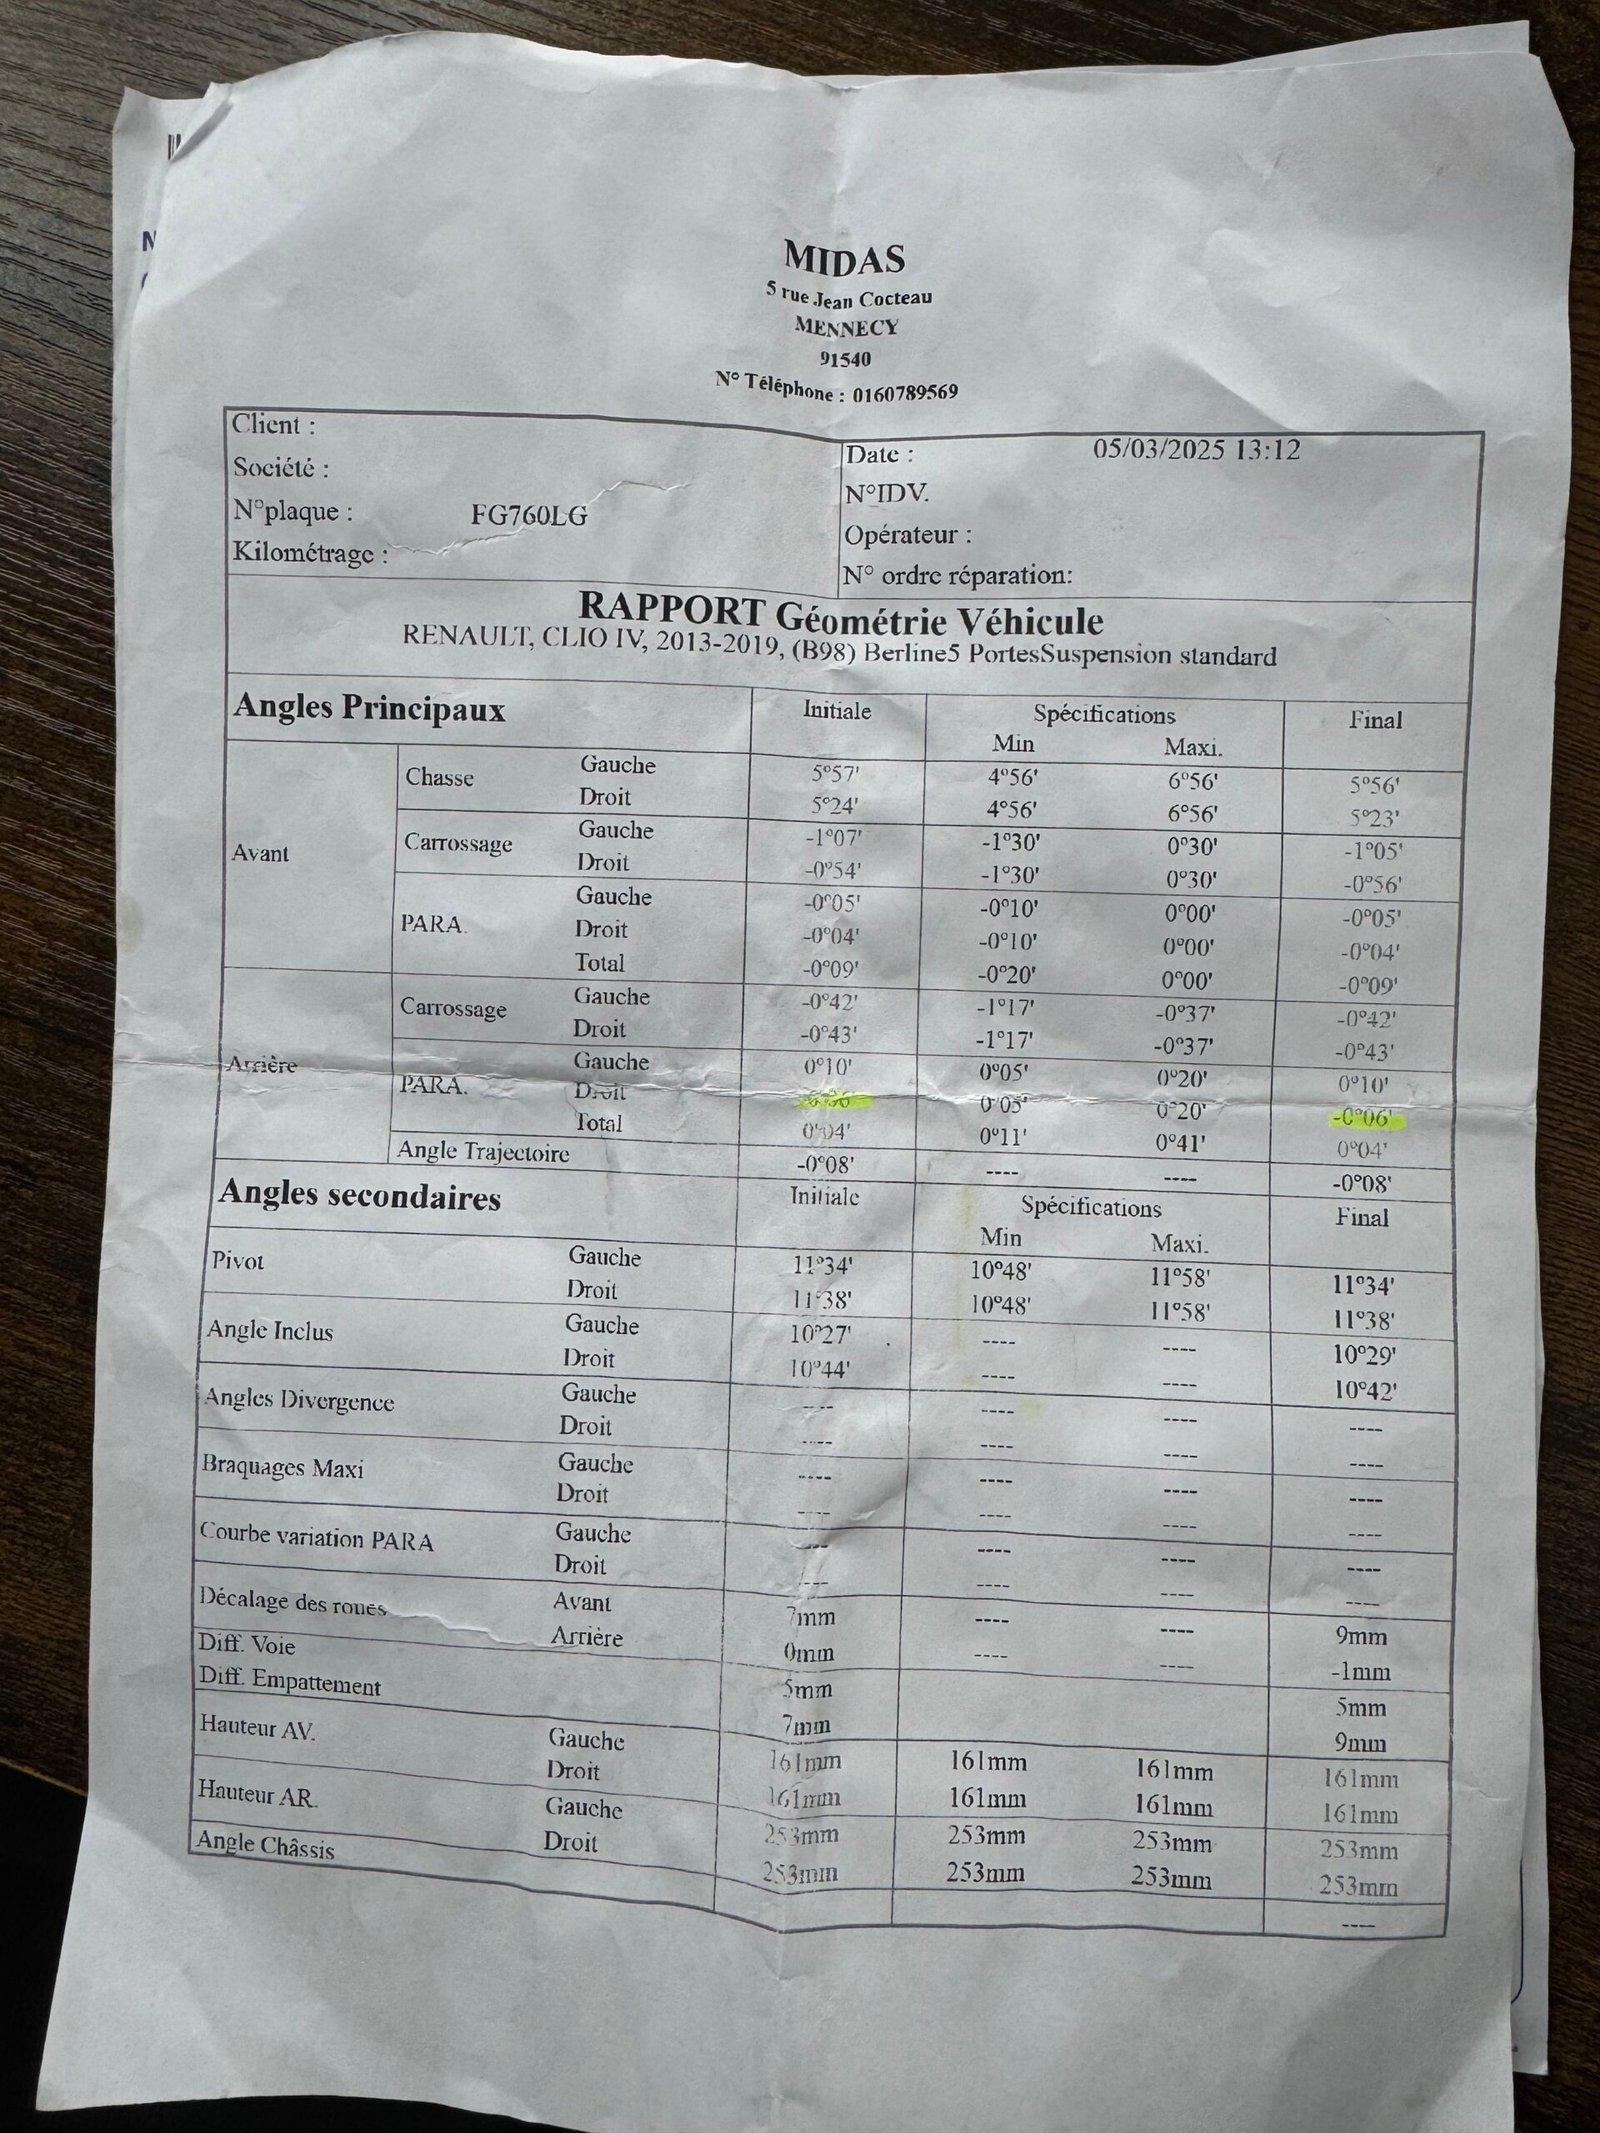 MIDAS
5 rue Jean Cocteau
MENNECY
91540
N° Téléphone : 0160789569
Client :
Société :
N°plaque : FG760LG
Kilométrage :
Date : 05/03/2025 13:12
N°IDV.
Opérateur :
N° ordre réparation:
RAPPORT Géométrie Véhicule
RENAULT, CLIO IV, 2013-2019, (B98) Berline5 PortesSuspension standard
Angles Principaux Initiale Spécifications Final
Min Maxi.
Avant
Chasse Gauche 5°57' 4°56' 6°56' 5°56'
Droit 5°24' 4°56' 6°56' 5°23'
Carrossage Gauche -1°07' -1°30' 0°30' -1°05'
Droit -0°54' -1°30' 0°30' -0°56'
PARA. Gauche -0°05' -0°10' 0°00' -0°05'
Droit -0°04' -0°10' 0°00' -0°04'
Total -0°09' -0°20' 0°00' -0°09'
Arrière
Carrossage Gauche -0°42' -1°17' -0°37' -0°42'
Droit -0°43' -1°17' -0°37' -0°43'
PARA. Gauche 0°10' 0°05' 0°20' 0°10'
Droit 0°05' 0°20' -0°06'
Total 0°04' 0°11' 0°41' 0°04'
Angle Trajectoire -0°08' ---- ---- -0°08'
Angles secondaires Initiale Spécifications Final
Min Maxi.
Pivot Gauche 11°34' 10°48' 11°58' 11°34'
Droit 11°38' 10°48' 11°58' 11°38'
Angle Inclus Gauche 10°27' ---- ---- 10°29'
Droit 10°44' ---- ---- 10°42'
Angles Divergence Gauche ---- ---- ---- ----
Droit ---- ---- ---- ----
Braquages Maxi Gauche ---- ---- ---- ----
Droit ---- ---- ---- ----
Courbe variation PARA Gauche ---- ---- ---- ----
Droit ---- ---- ---- ----
Décalage des roues Avant 7mm ---- ---- 9mm
Arrière 0mm ---- ---- -1mm
Diff. Voie 5mm 5mm
Diff. Empattement 7mm 9mm
Hauteur AV. Gauche 161mm 161mm 161mm 161mm
Droit 161mm 161mm 161mm 161mm
Hauteur AR. Gauche 253mm 253mm 253mm 253mm
Droit 253mm 253mm 253mm 253mm
Angle Châssis ----